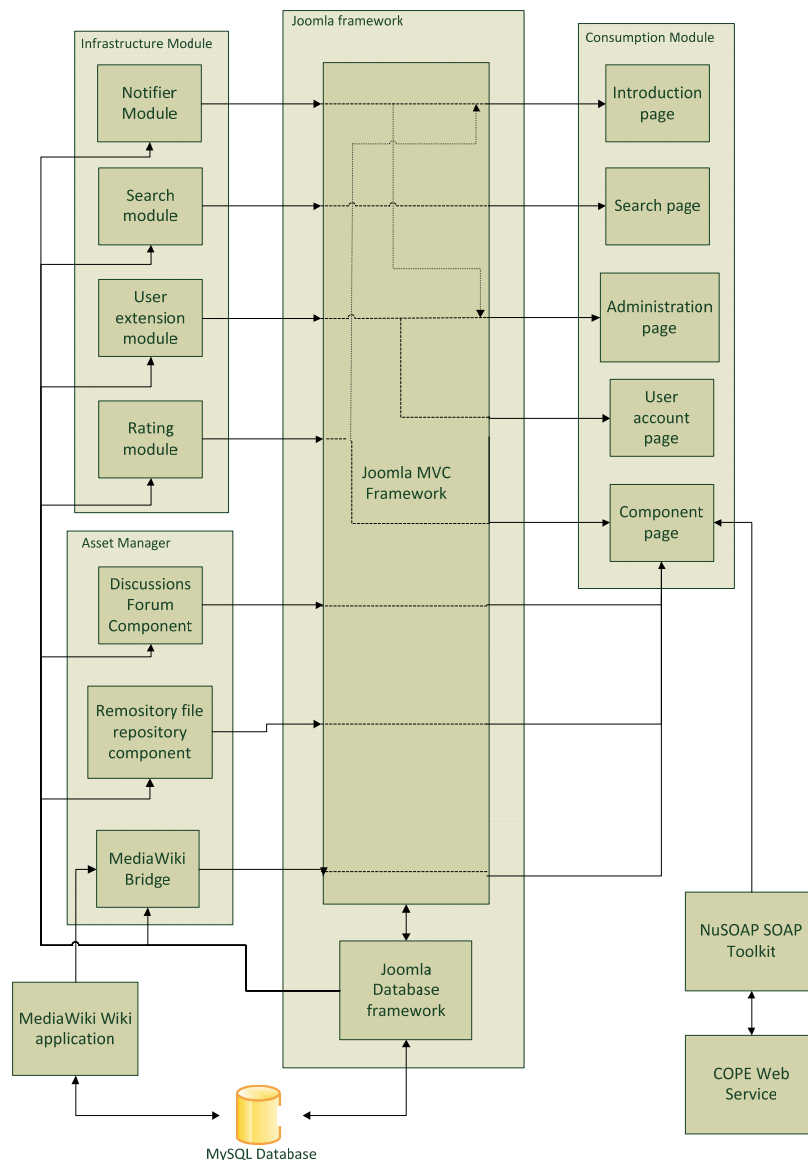 Joomla framework
Infrastructure Module
Consumption Module
Notifier
Module
Introduction
page
Search
module
Search page
User
extension
module
Administration
page
User
account
page
Rating
module
Joomla MVC
Framework
Component
page
Asset Manager
Discussions
Forum
Component
Remository file
repository
component
MediaWiki
Bridge
NuSOAP SOAP
Toolkit
Joomla
Database
framework
MediaWiki Wiki
application
COPE Web
Service
MySQL Database